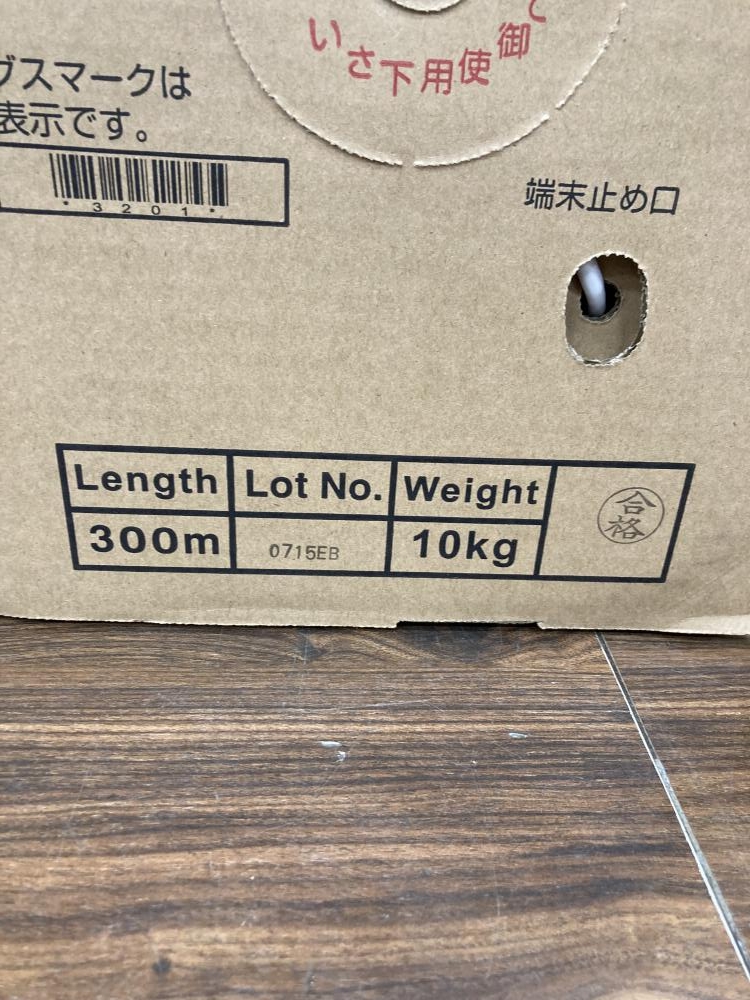 て御使用下さい
ブスマークは
表示です。
*3201*
端末止め口
Length Lot No. Weight
300m 0715EB 10kg
合格